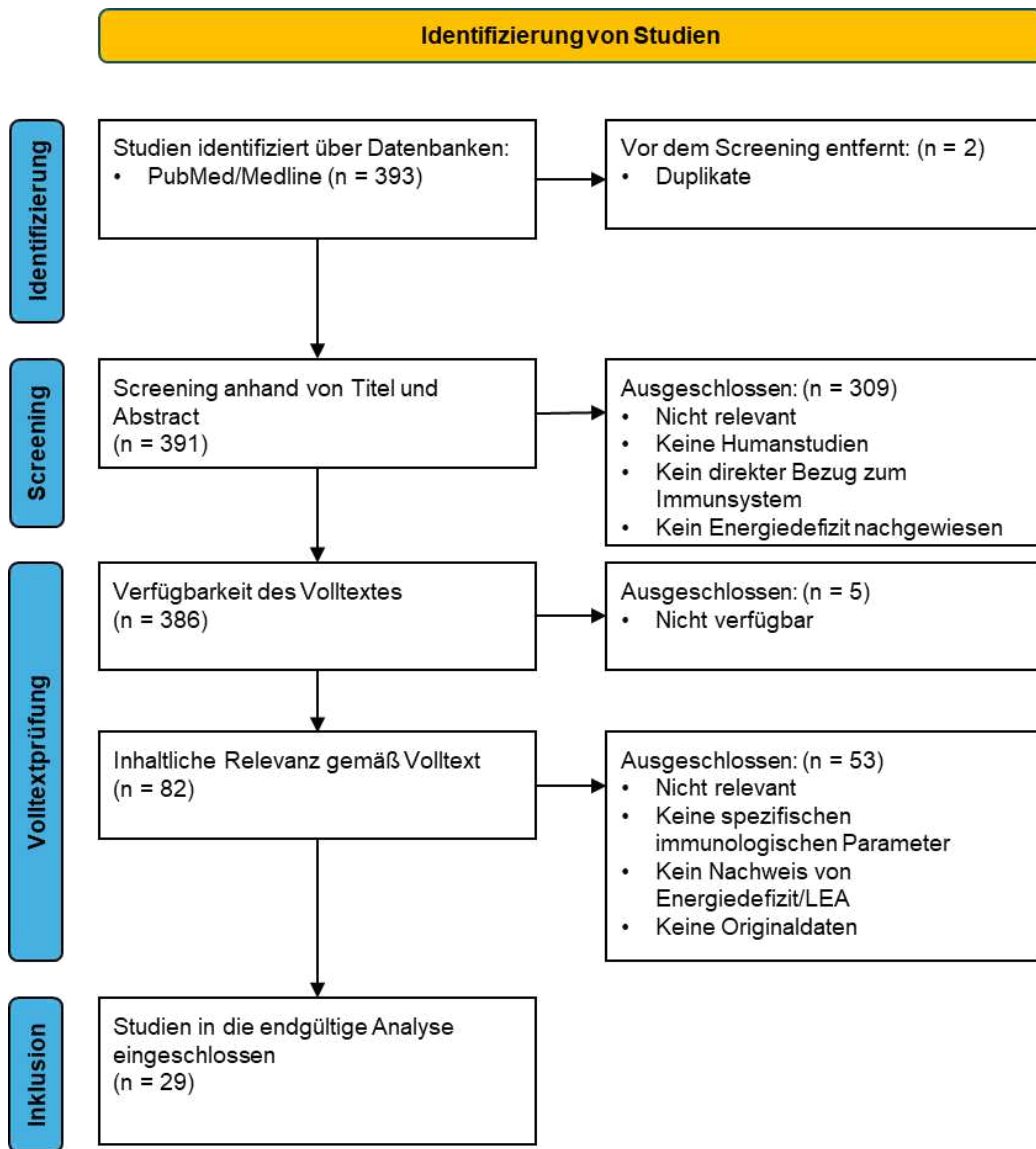 Identifizierung von Studien
Identifizierung
Studien identifiziert über Datenbanken:
• PubMed/Medline (n = 393)
Vor dem Screening entfernt: (n = 2)
• Duplikate
Screening
Screening anhand von Titel und
Abstract
(n = 391)
Ausgeschlossen: (n = 309)
• Nicht relevant
• Keine Humanstudien
• Kein direkter Bezug zum
Immunsystem
• Kein Energiedefizit nachgewiesen
Volltextprüfung
Verfügbarkeit des Volltextes
(n = 386)
Ausgeschlossen: (n = 5)
• Nicht verfügbar
Inhaltliche Relevanz gemäß Volltext
(n = 82)
Ausgeschlossen: (n = 53)
• Nicht relevant
• Keine spezifischen
immunologischen Parameter
• Kein Nachweis von
Energiedefizit/LEA
• Keine Originaldaten
Inklusion
Studien in die endgültige Analyse
eingeschlossen
(n = 29)